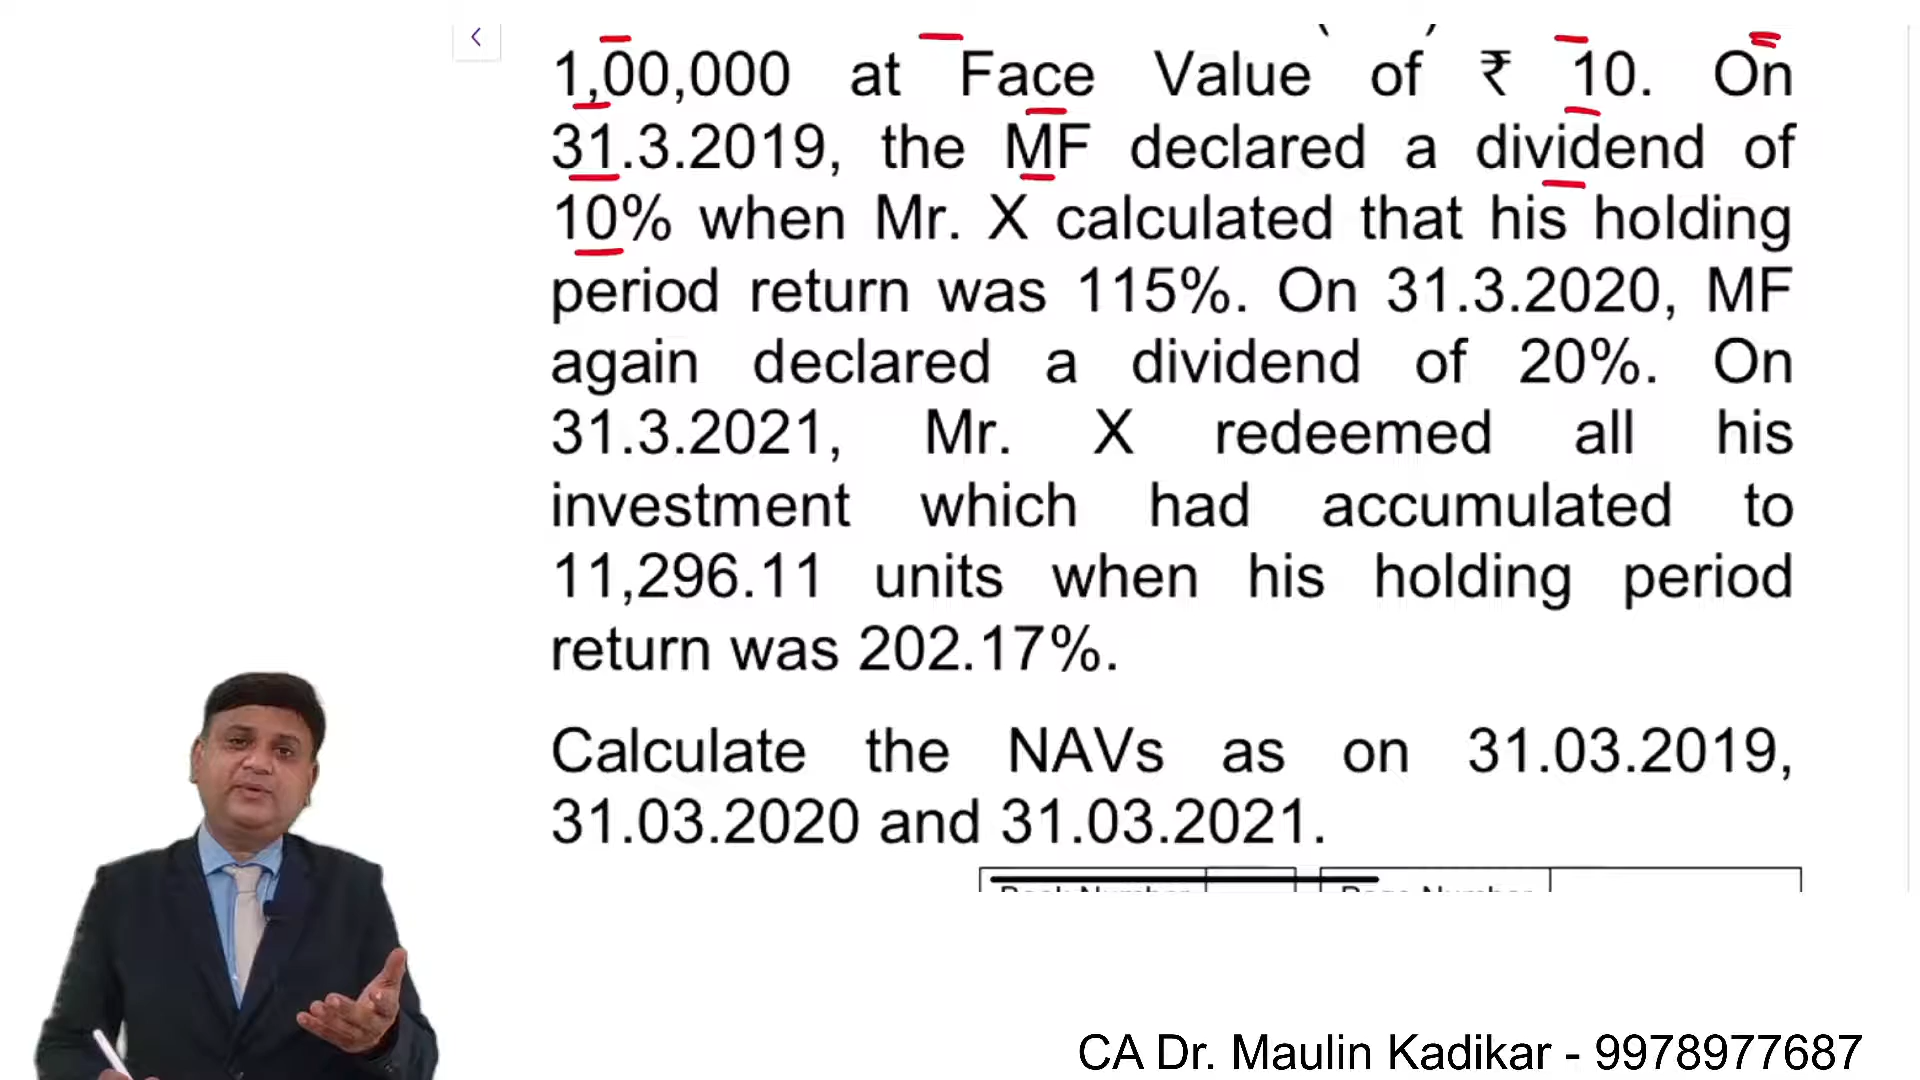 1,00,000 at Face Value of ₹ 10. On
31.3.2019, the MF declared a dividend of
10% when Mr. X calculated that his holding
period return was 115%. On 31.3.2020, MF
again declared a dividend of 20%. On
31.3.2021, Mr. X redeemed all his
investment which had accumulated to
11,296.11 units when his holding period
return was 202.17%.
Calculate the NAVs as on 31.03.2019,
31.03.2020 and 31.03.2021.
CA Dr. Maulin Kadikar - 9978977687